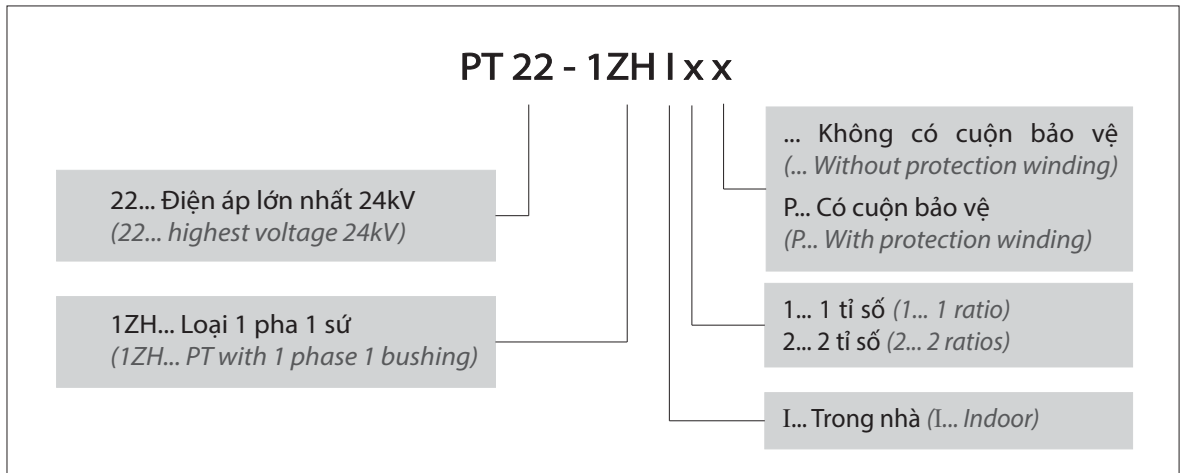 PT 22 - 1ZH I x x
22... Điện áp lớn nhất 24kV
(22... highest voltage 24kV)
1ZH... Loại 1 pha 1 sứ
(1ZH... PT with 1 phase 1 bushing)
... Không có cuộn bảo vệ
(... Without protection winding)
P... Có cuộn bảo vệ
(P... With protection winding)
1... 1 tỉ số (1... 1 ratio)
2... 2 tỉ số (2... 2 ratios)
I... Trong nhà (I... Indoor)